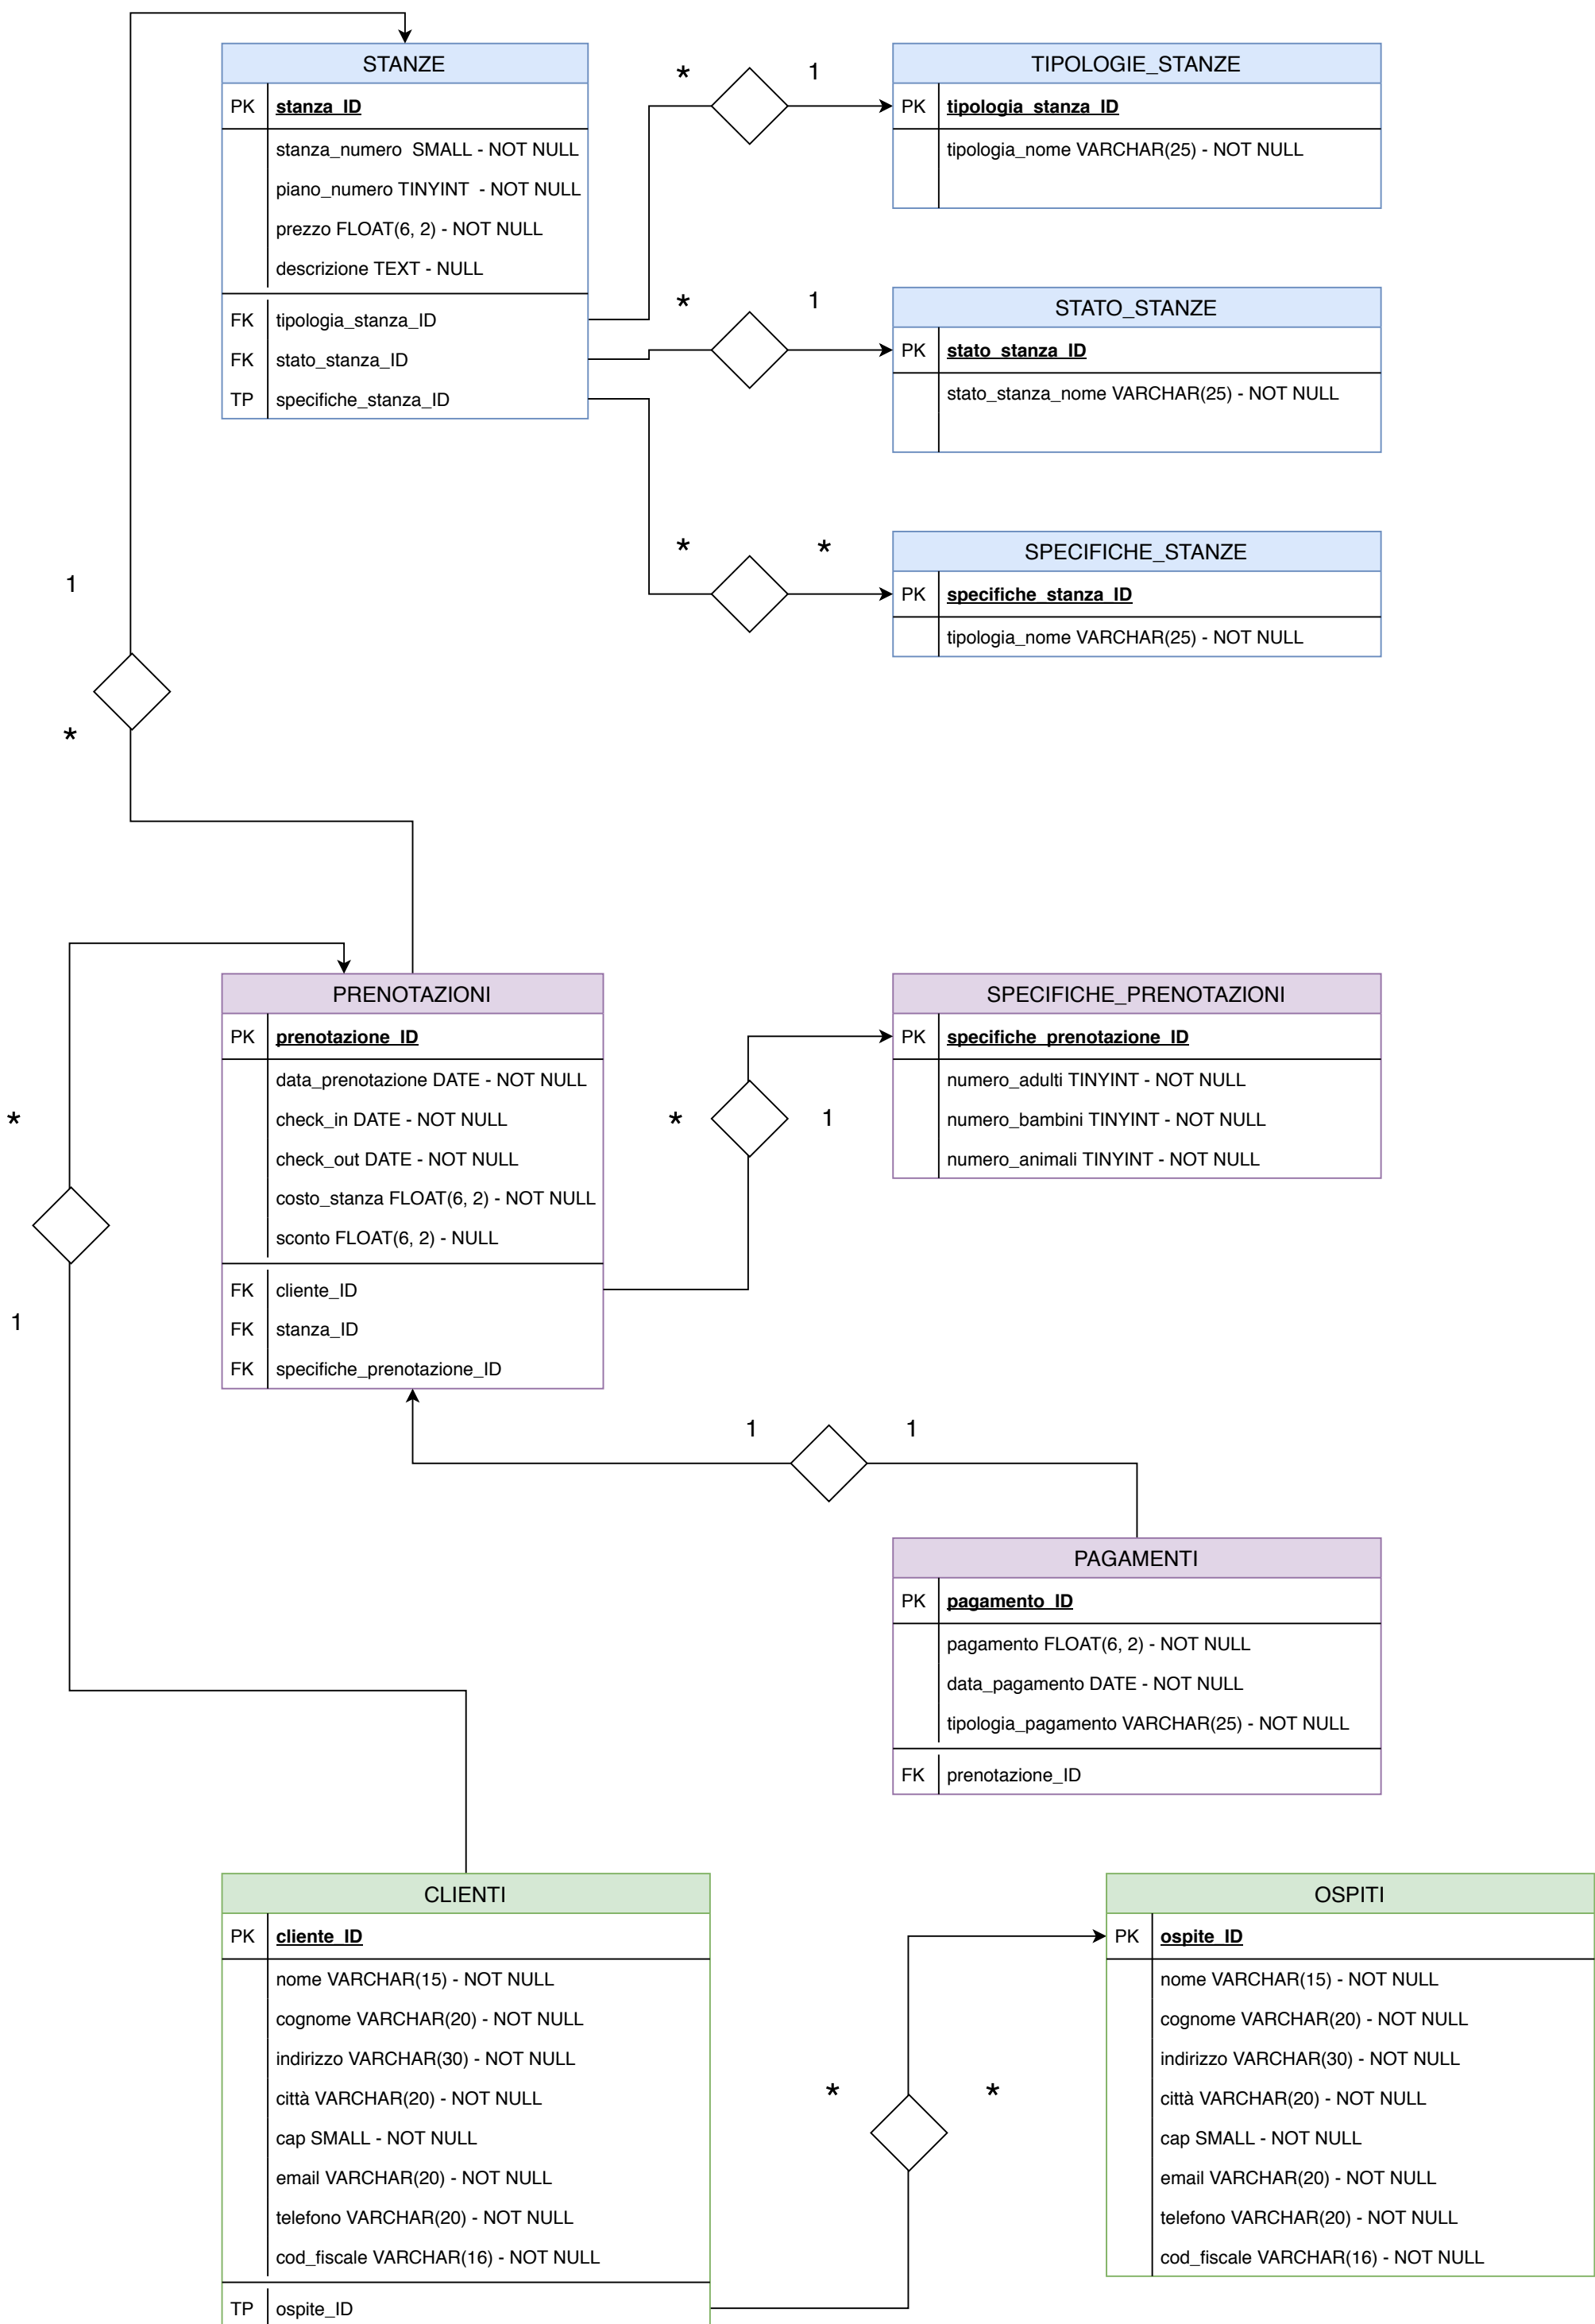 STANZE
PK stanza_ID
stanza_numero SMALL - NOT NULL
piano_numero TINYINT - NOT NULL
prezzo FLOAT(6, 2) - NOT NULL
descrizione TEXT - NULL
FK tipologia_stanza_ID
FK stato_stanza_ID
TP specifiche_stanza_ID
* 1
TIPOLOGIE_STANZE
PK tipologia_stanza_ID
tipologia_nome VARCHAR(25) - NOT NULL
* 1
STATO_STANZE
PK stato_stanza_ID
stato_stanza_nome VARCHAR(25) - NOT NULL
* *
SPECIFICHE_STANZE
PK specifiche_stanza_ID
tipologia_nome VARCHAR(25) - NOT NULL
1
*
PRENOTAZIONI
PK prenotazione_ID
data_prenotazione DATE - NOT NULL
check_in DATE - NOT NULL
check_out DATE - NOT NULL
costo_stanza FLOAT(6, 2) - NOT NULL
sconto FLOAT(6, 2) - NULL
FK cliente_ID
FK stanza_ID
FK specifiche_prenotazione_ID
* 1
SPECIFICHE_PRENOTAZIONI
PK specifiche_prenotazione_ID
numero_adulti TINYINT - NOT NULL
numero_bambini TINYINT - NOT NULL
numero_animali TINYINT - NOT NULL
*
1
1 1
PAGAMENTI
PK pagamento_ID
pagamento FLOAT(6, 2) - NOT NULL
data_pagamento DATE - NOT NULL
tipologia_pagamento VARCHAR(25) - NOT NULL
FK prenotazione_ID
CLIENTI
PK cliente_ID
nome VARCHAR(15) - NOT NULL
cognome VARCHAR(20) - NOT NULL
indirizzo VARCHAR(30) - NOT NULL
città VARCHAR(20) - NOT NULL
cap SMALL - NOT NULL
email VARCHAR(20) - NOT NULL
telefono VARCHAR(20) - NOT NULL
cod_fiscale VARCHAR(16) - NOT NULL
TP ospite_ID
* *
OSPITI
PK ospite_ID
nome VARCHAR(15) - NOT NULL
cognome VARCHAR(20) - NOT NULL
indirizzo VARCHAR(30) - NOT NULL
città VARCHAR(20) - NOT NULL
cap SMALL - NOT NULL
email VARCHAR(20) - NOT NULL
telefono VARCHAR(20) - NOT NULL
cod_fiscale VARCHAR(16) - NOT NULL